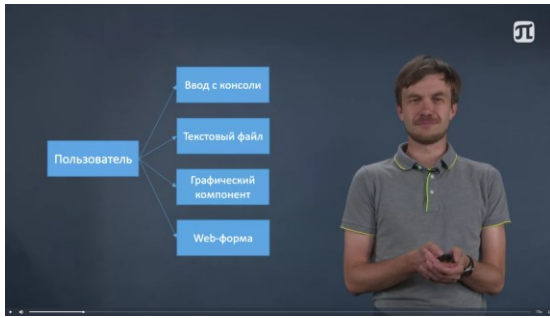 Пользователь
Ввод с консоли
Текстовый файл
Графический
компонент
Web-форма